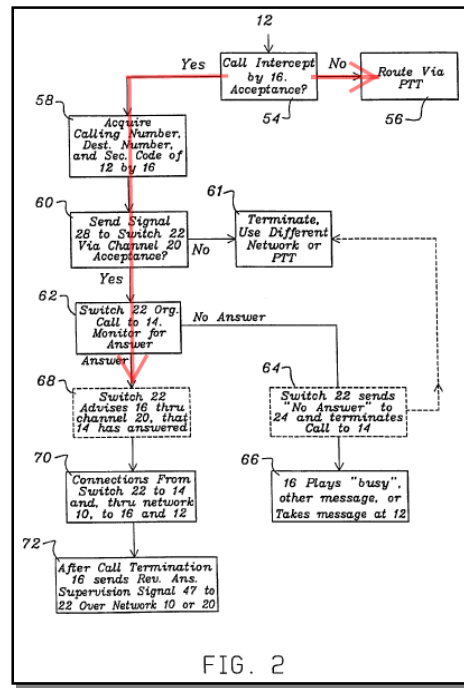 12
Yes
Call Intercept
by 16.
Acceptance?
No
Route Via
PTT
54
56
58
Acquire
Calling Number,
Dest. Number,
and Sec. Code of
12 by 16
60
Send Signal
28 to Switch 22
Via Channel 20
Acceptance?
No
61
Terminate,
Use Different
Network or
PTT
Yes
62
Switch 22 Org.
Call to 14.
Monitor for
Answer
No Answer
Answer
68
Switch 22
Advises 16 thru
channel 20, that
14 has answered
64
Switch 22 sends
"No Answer" to
24 and terminates
Call to 14
70
Connections From
Switch 22 to 14
and, thru network
10, to 16 and 12
66
16 Plays "busy",
other message, or
Takes message at 12
72
After Call Termination
16 sends Rev. Ans.
Supervision Signal 47 to
22 Over Network 10 or 20
FIG. 2